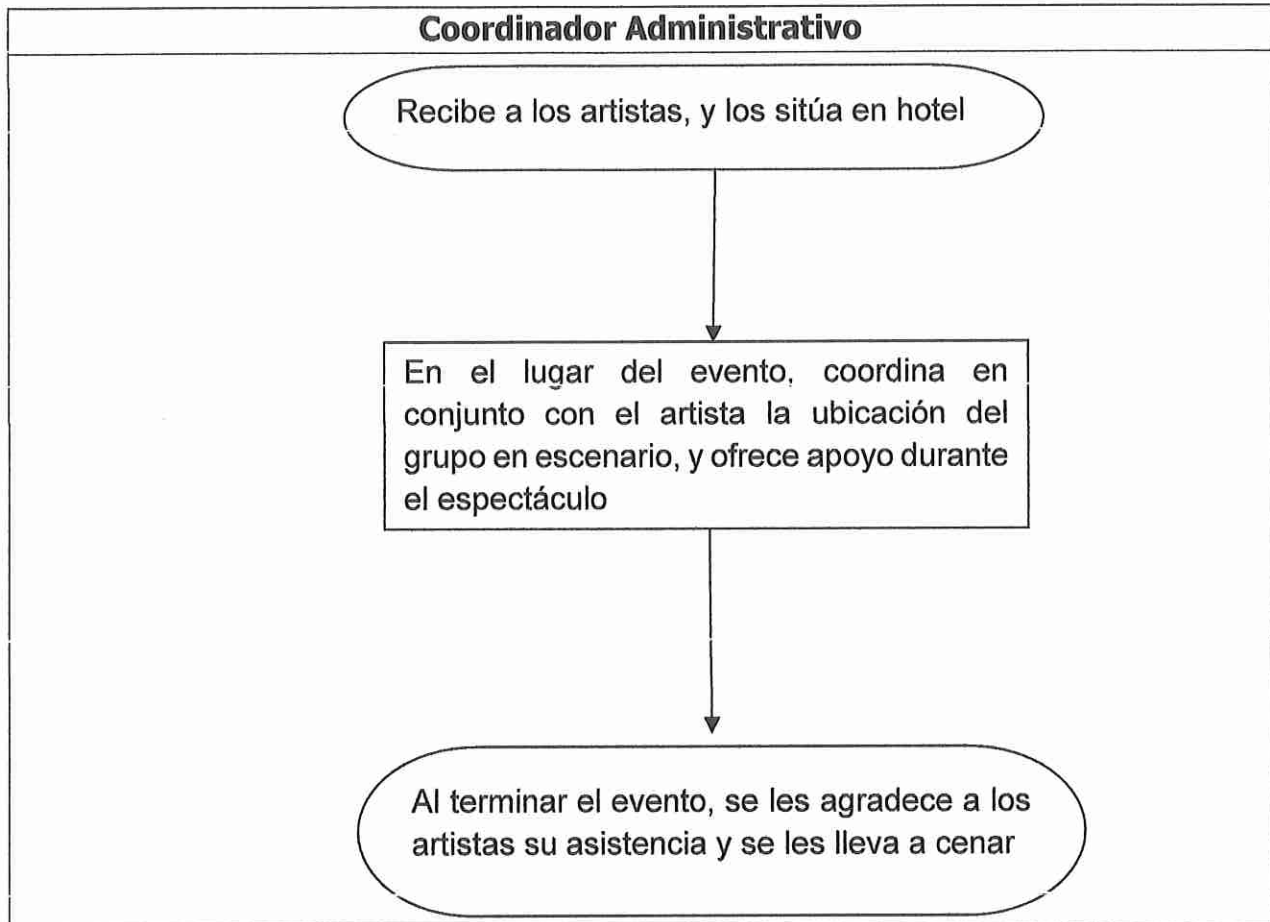 Coordinador Administrativo
Recibe a los artistas, y los sitúa en hotel
En el lugar del evento, coordina en
conjunto con el artista la ubicación del
grupo en escenario, y ofrece apoyo durante
el espectáculo
Al terminar el evento, se les agradece a los
artistas su asistencia y se les lleva a cenar